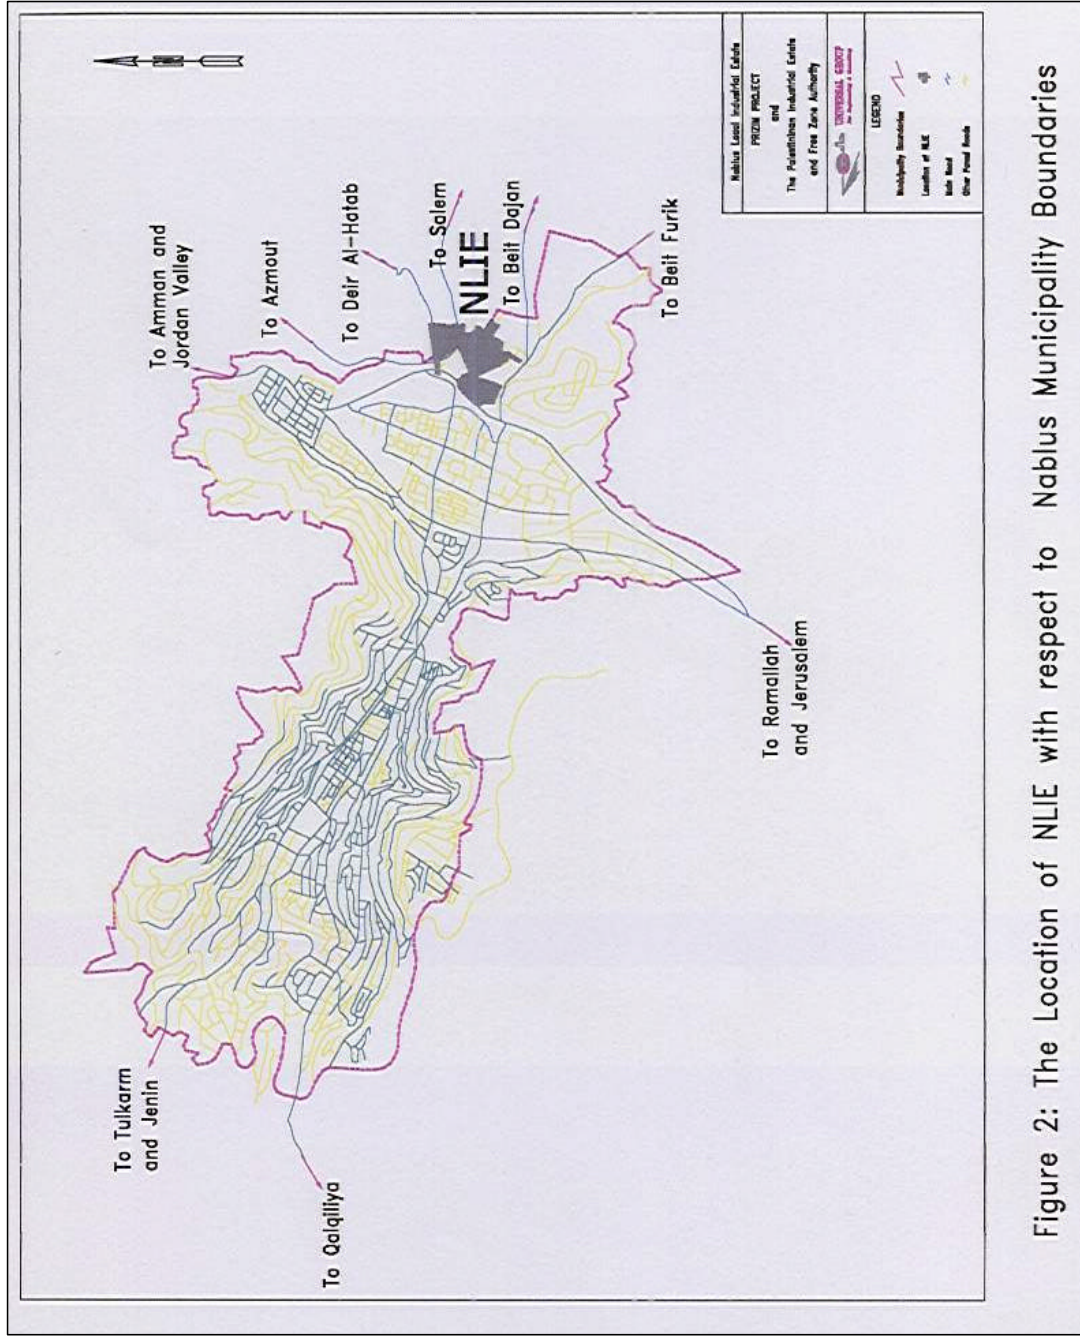 To Amman and
Jordan Valley
To Azmout
To Deir Al-Hatab
To Salem
NLIE
To Beit Dajan
To Beit Furik
To Tulkarm
and Jenin
To Qalqiliya
To Ramallah
and Jerusalem
Nablus Local Industrial Estate
PRIZIM PROJECT
and
The Palestininan Industrial Estate
and Free Zone Authority
UNIVERSAL GROUP
LEGEND
Municipality Boundaries
Location of NLIE
Main Road
Other Paved Roads
Figure 2: The Location of NLIE with respect to Nablus Municipality Boundaries